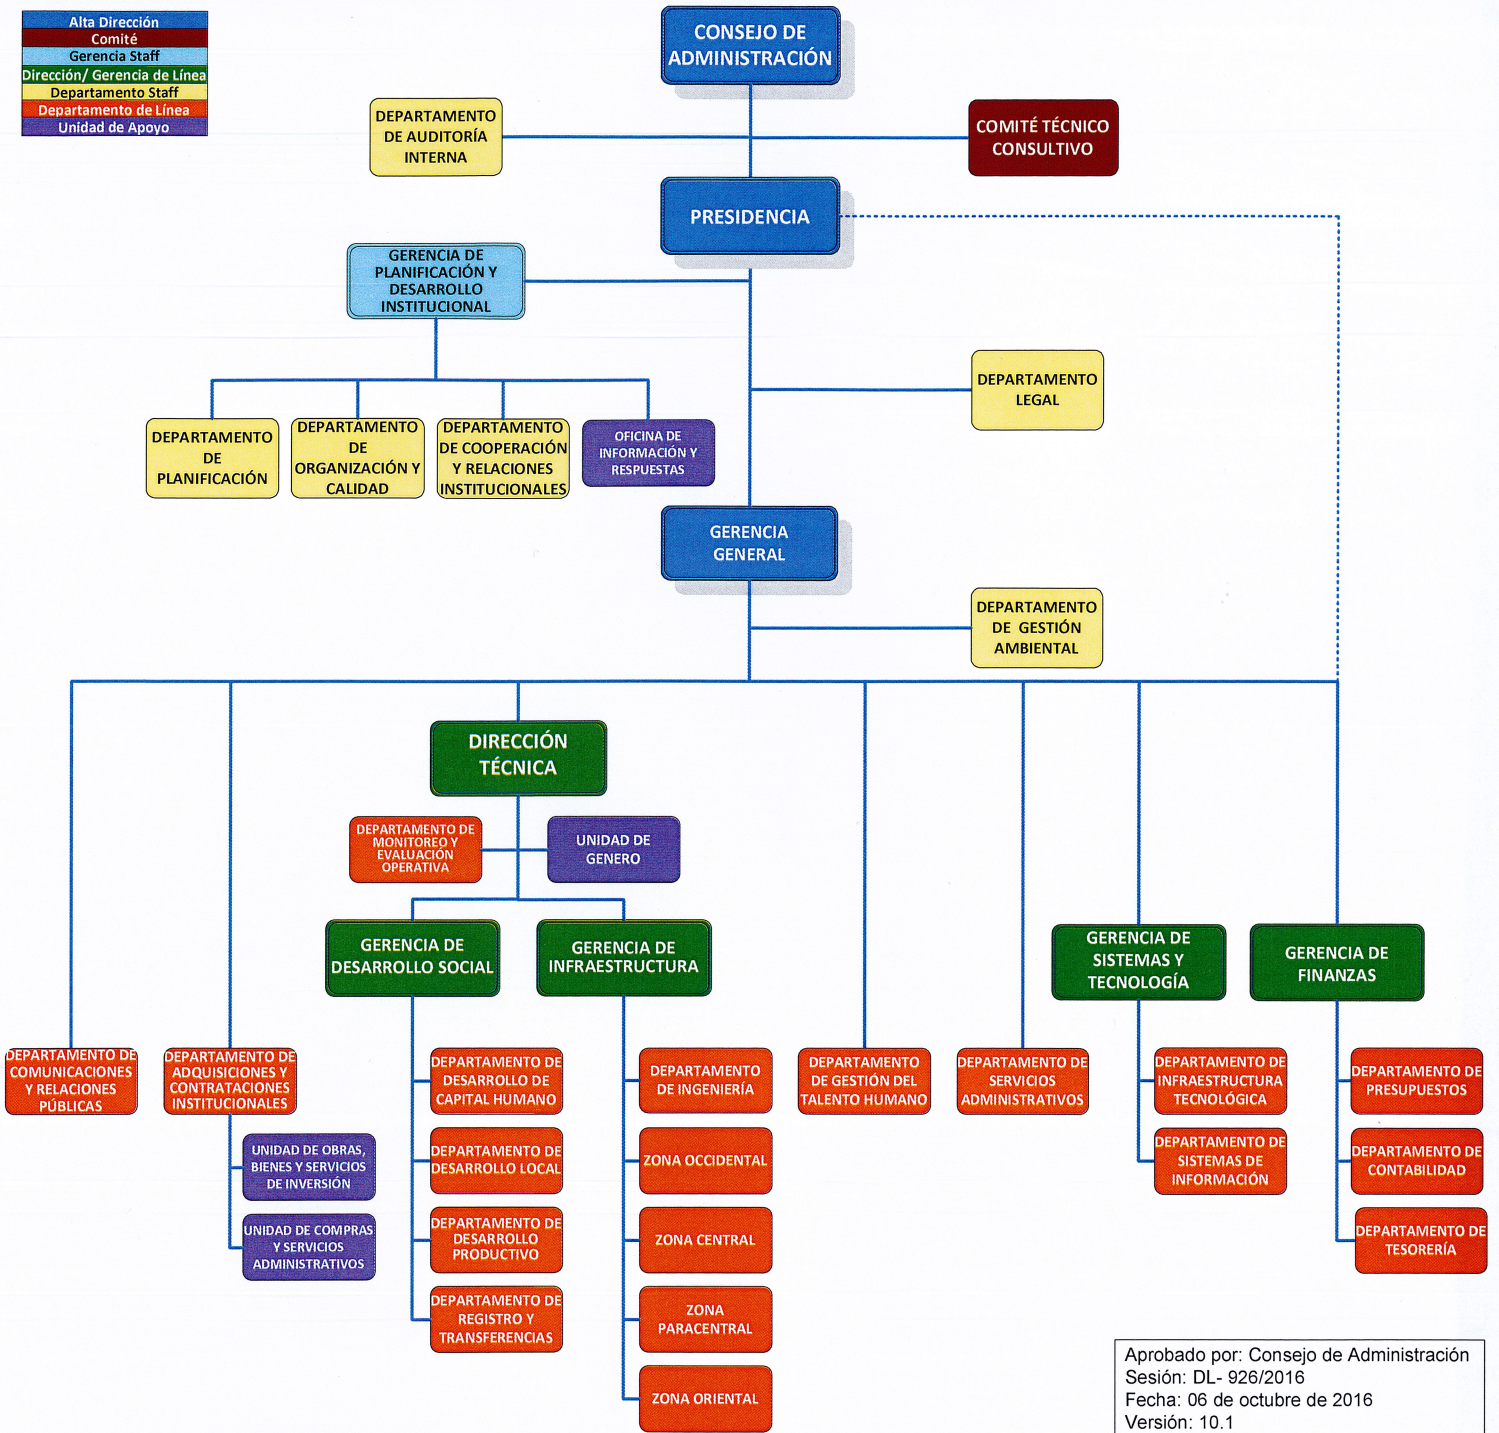 Alta Dirección
Comité
Gerencia Staff
Dirección/ Gerencia de Línea
Departamento Staff
Departamento de Línea
Unidad de Apoyo
CONSEJO DE
ADMINISTRACIÓN
DEPARTAMENTO
DE AUDITORÍA
INTERNA
COMITÉ TÉCNICO
CONSULTIVO
PRESIDENCIA
GERENCIA DE
PLANIFICACIÓN Y
DESARROLLO
INSTITUCIONAL
DEPARTAMENTO
LEGAL
DEPARTAMENTO
DE
PLANIFICACIÓN
DEPARTAMENTO
DE
ORGANIZACIÓN Y
CALIDAD
DEPARTAMENTO
DE COOPERACIÓN
Y RELACIONES
INSTITUCIONALES
OFICINA DE
INFORMACIÓN Y
RESPUESTAS
GERENCIA
GENERAL
DEPARTAMENTO
DE GESTIÓN
AMBIENTAL
DIRECCIÓN
TÉCNICA
DEPARTAMENTO DE
MONITOREO Y
EVALUACIÓN
OPERATIVA
UNIDAD DE
GENERO
GERENCIA DE
DESARROLLO SOCIAL
GERENCIA DE
INFRAESTRUCTURA
GERENCIA DE
SISTEMAS Y
TECNOLOGÍA
GERENCIA DE
FINANZAS
DEPARTAMENTO DE
COMUNICACIONES
Y RELACIONES
PÚBLICAS
DEPARTAMENTO DE
ADQUISICIONES Y
CONTRATACIONES
INSTITUCIONALES
UNIDAD DE OBRAS,
BIENES Y SERVICIOS
DE INVERSIÓN
UNIDAD DE COMPRAS
Y SERVICIOS
ADMINISTRATIVOS
DEPARTAMENTO DE
DESARROLLO DE
CAPITAL HUMANO
DEPARTAMENTO DE
DESARROLLO LOCAL
DEPARTAMENTO DE
DESARROLLO
PRODUCTIVO
DEPARTAMENTO DE
REGISTRO Y
TRANSFERENCIAS
DEPARTAMENTO
DE INGENIERÍA
ZONA OCCIDENTAL
ZONA CENTRAL
ZONA
PARACENTRAL
ZONA ORIENTAL
DEPARTAMENTO
DE GESTIÓN DEL
TALENTO HUMANO
DEPARTAMENTO DE
SERVICIOS
ADMINISTRATIVOS
DEPARTAMENTO DE
INFRAESTRUCTURA
TECNOLÓGICA
DEPARTAMENTO DE
SISTEMAS DE
INFORMACIÓN
DEPARTAMENTO DE
PRESUPUESTOS
DEPARTAMENTO DE
CONTABILIDAD
DEPARTAMENTO DE
TESORERÍA
Aprobado por: Consejo de Administración
Sesión: DL- 926/2016
Fecha: 06 de octubre de 2016
Versión: 10.1